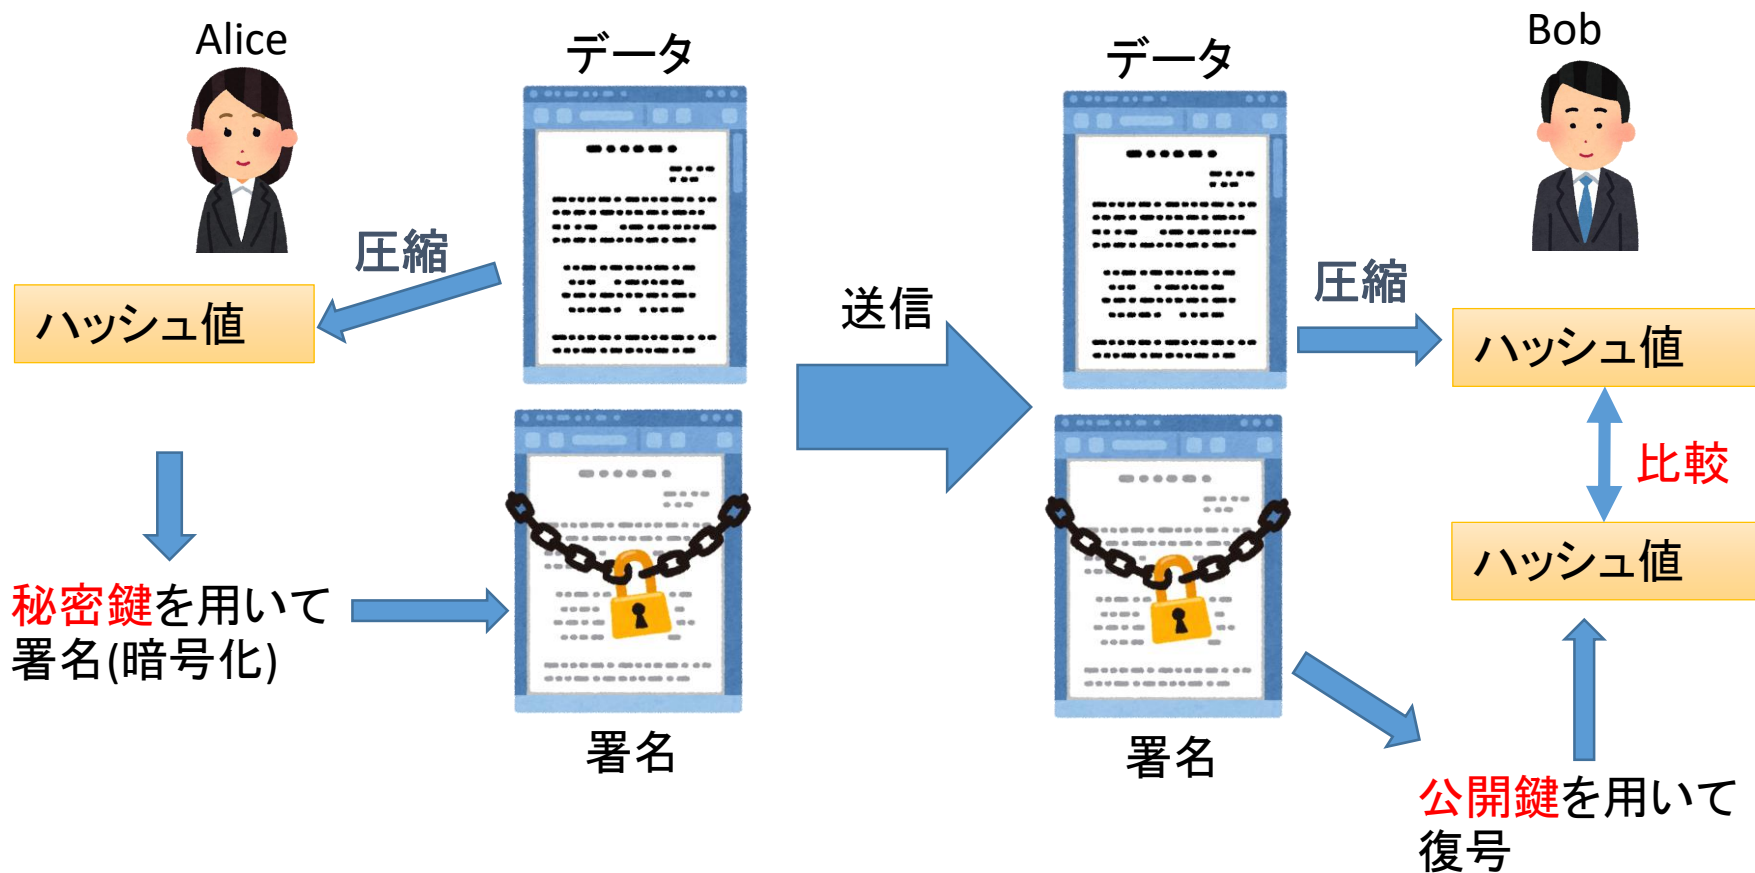 Alice
データ
圧縮
ハッシュ値
秘密鍵を用いて
署名(暗号化)
署名
送信
データ
Bob
圧縮
ハッシュ値
比較
ハッシュ値
署名
公開鍵を用いて
復号